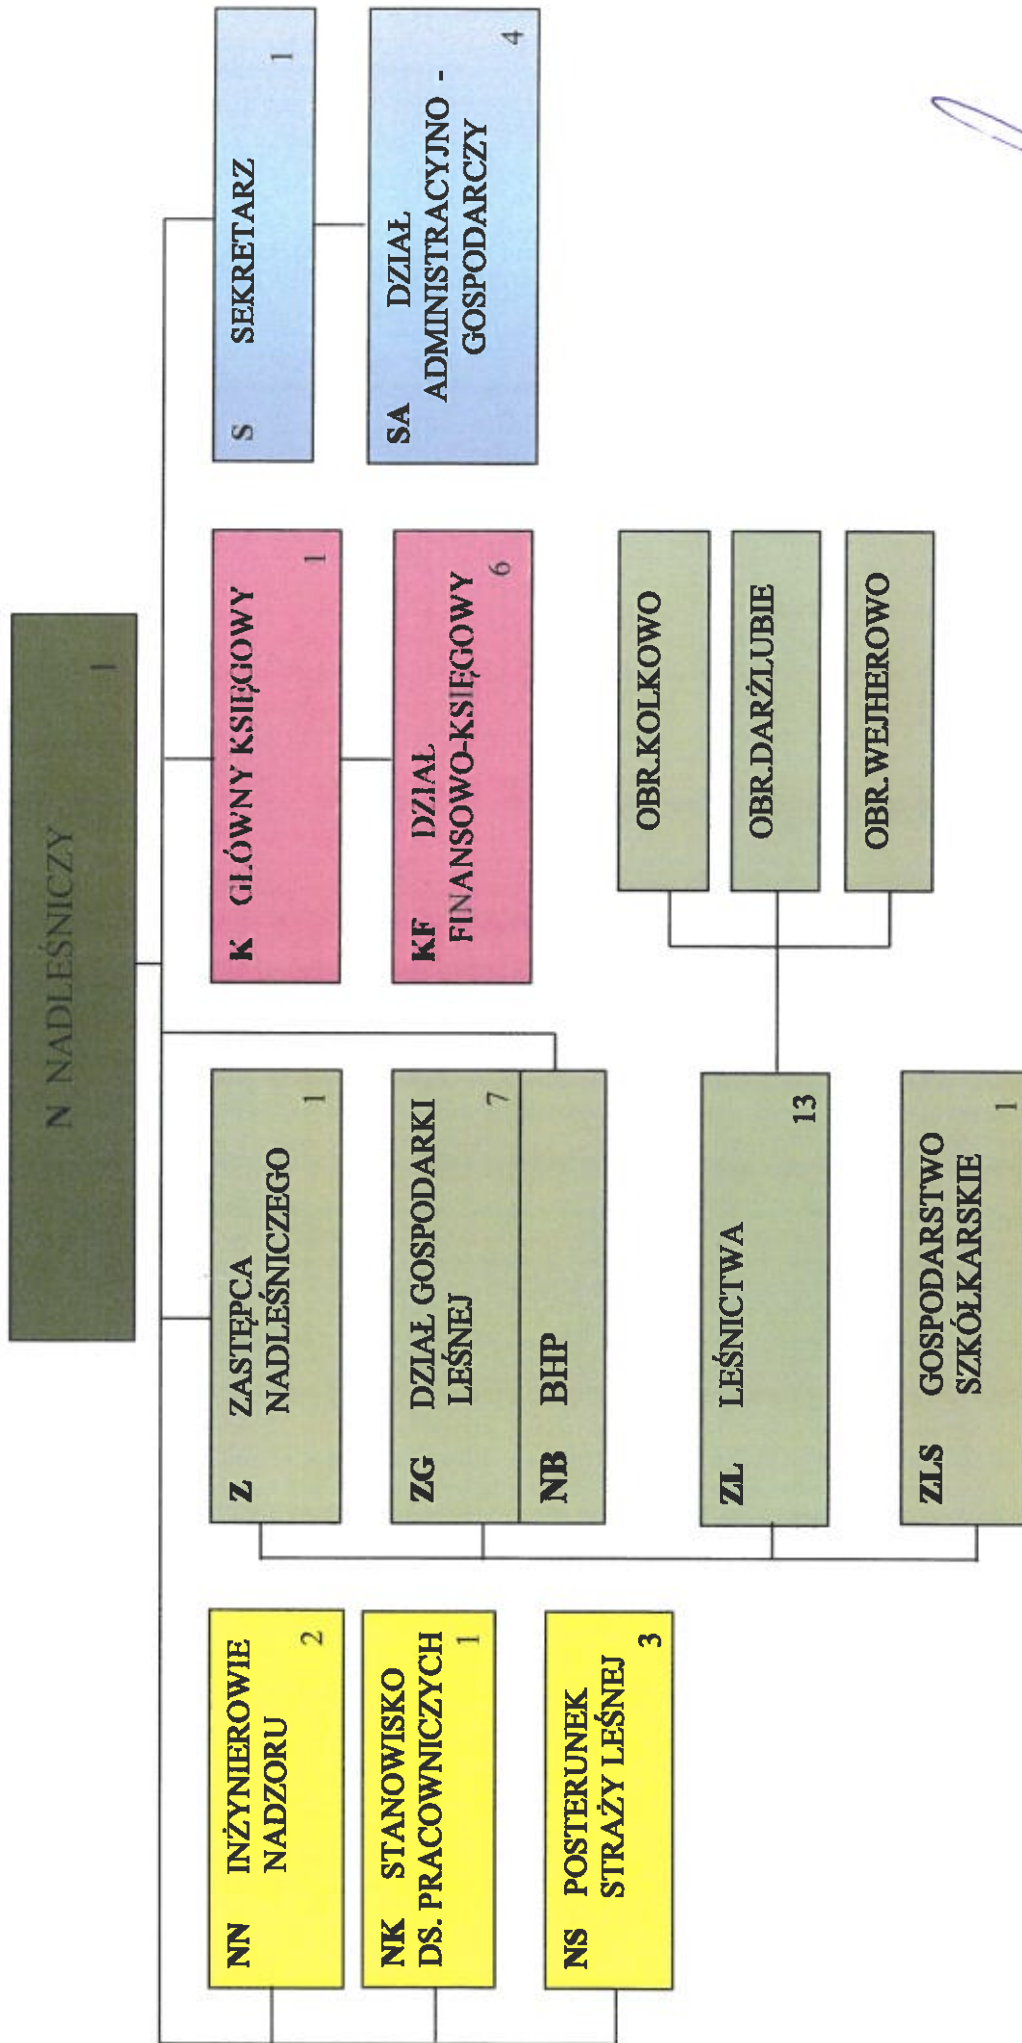 N NADLEŚNICZY
1
NN INŻYNIEROWIE
NADZORU
2
NK STANOWISKO
DS. PRACOWNICZYCH
1
NS POSTERUNEK
STRAŻY LEŚNEJ
3
Z ZASTĘPCA
NADLEŚNICZEGO
1
ZG DZIAŁ GOSPODARKI
LEŚNEJ
7
NB BHP
ZL LEŚNICTWA
13
ZLS GOSPODARSTWO
SZKÓŁKARSKIE
1
K GŁÓWNY KSIĘGOWY
1
KF DZIAŁ
FINANSOWO-KSIĘGOWY
6
OBR.KOLKOWO
OBR.DARŻLUBIE
OBR.WEJHEROWO
S SEKRETARZ
1
SA DZIAŁ
ADMINISTRACYJNO -
GOSPODARCZY
4